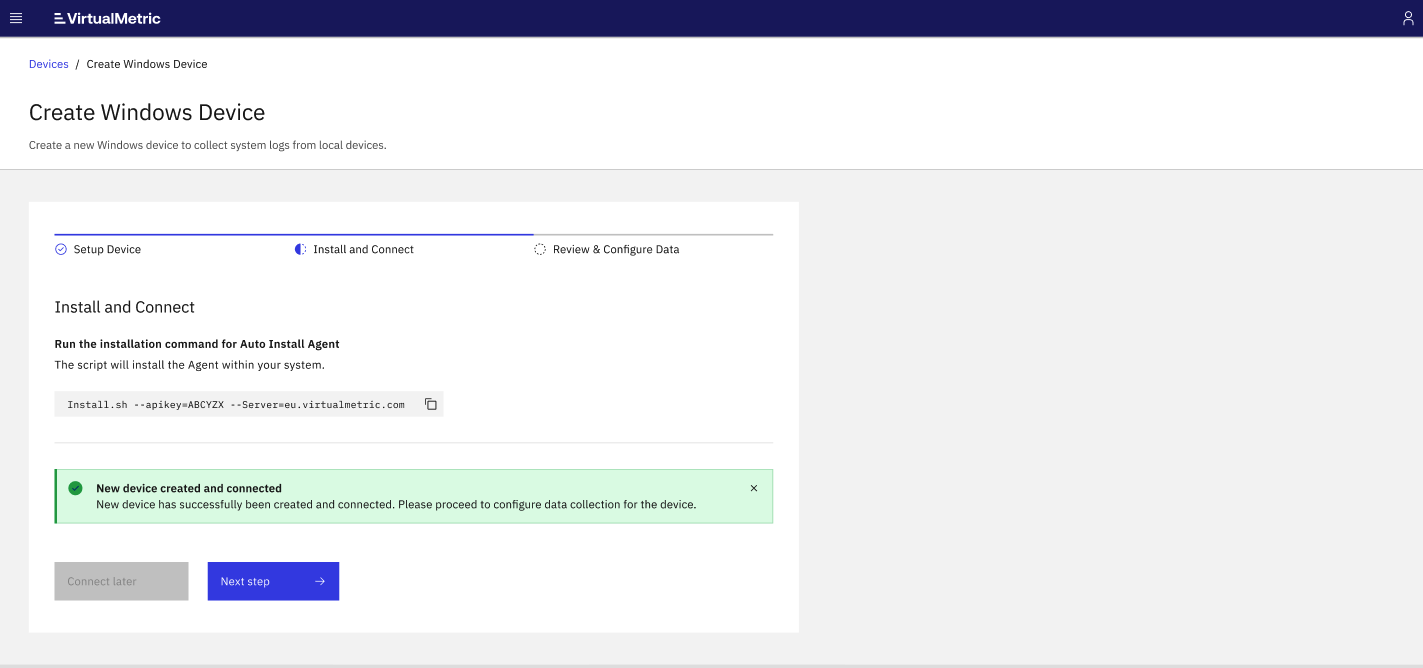 VirtualMetric
Devices / Create Windows Device
Create Windows Device
Create a new Windows device to collect system logs from local devices.
Setup Device
Install and Connect
Review & Configure Data
Install and Connect
Run the installation command for Auto Install Agent
The script will install the Agent within your system.
Install.sh --apikey=ABCYZX --Server=eu.virtualmetric.com
New device created and connected
New device has successfully been created and connected. Please proceed to configure data collection for the device.
Connect later
Next step